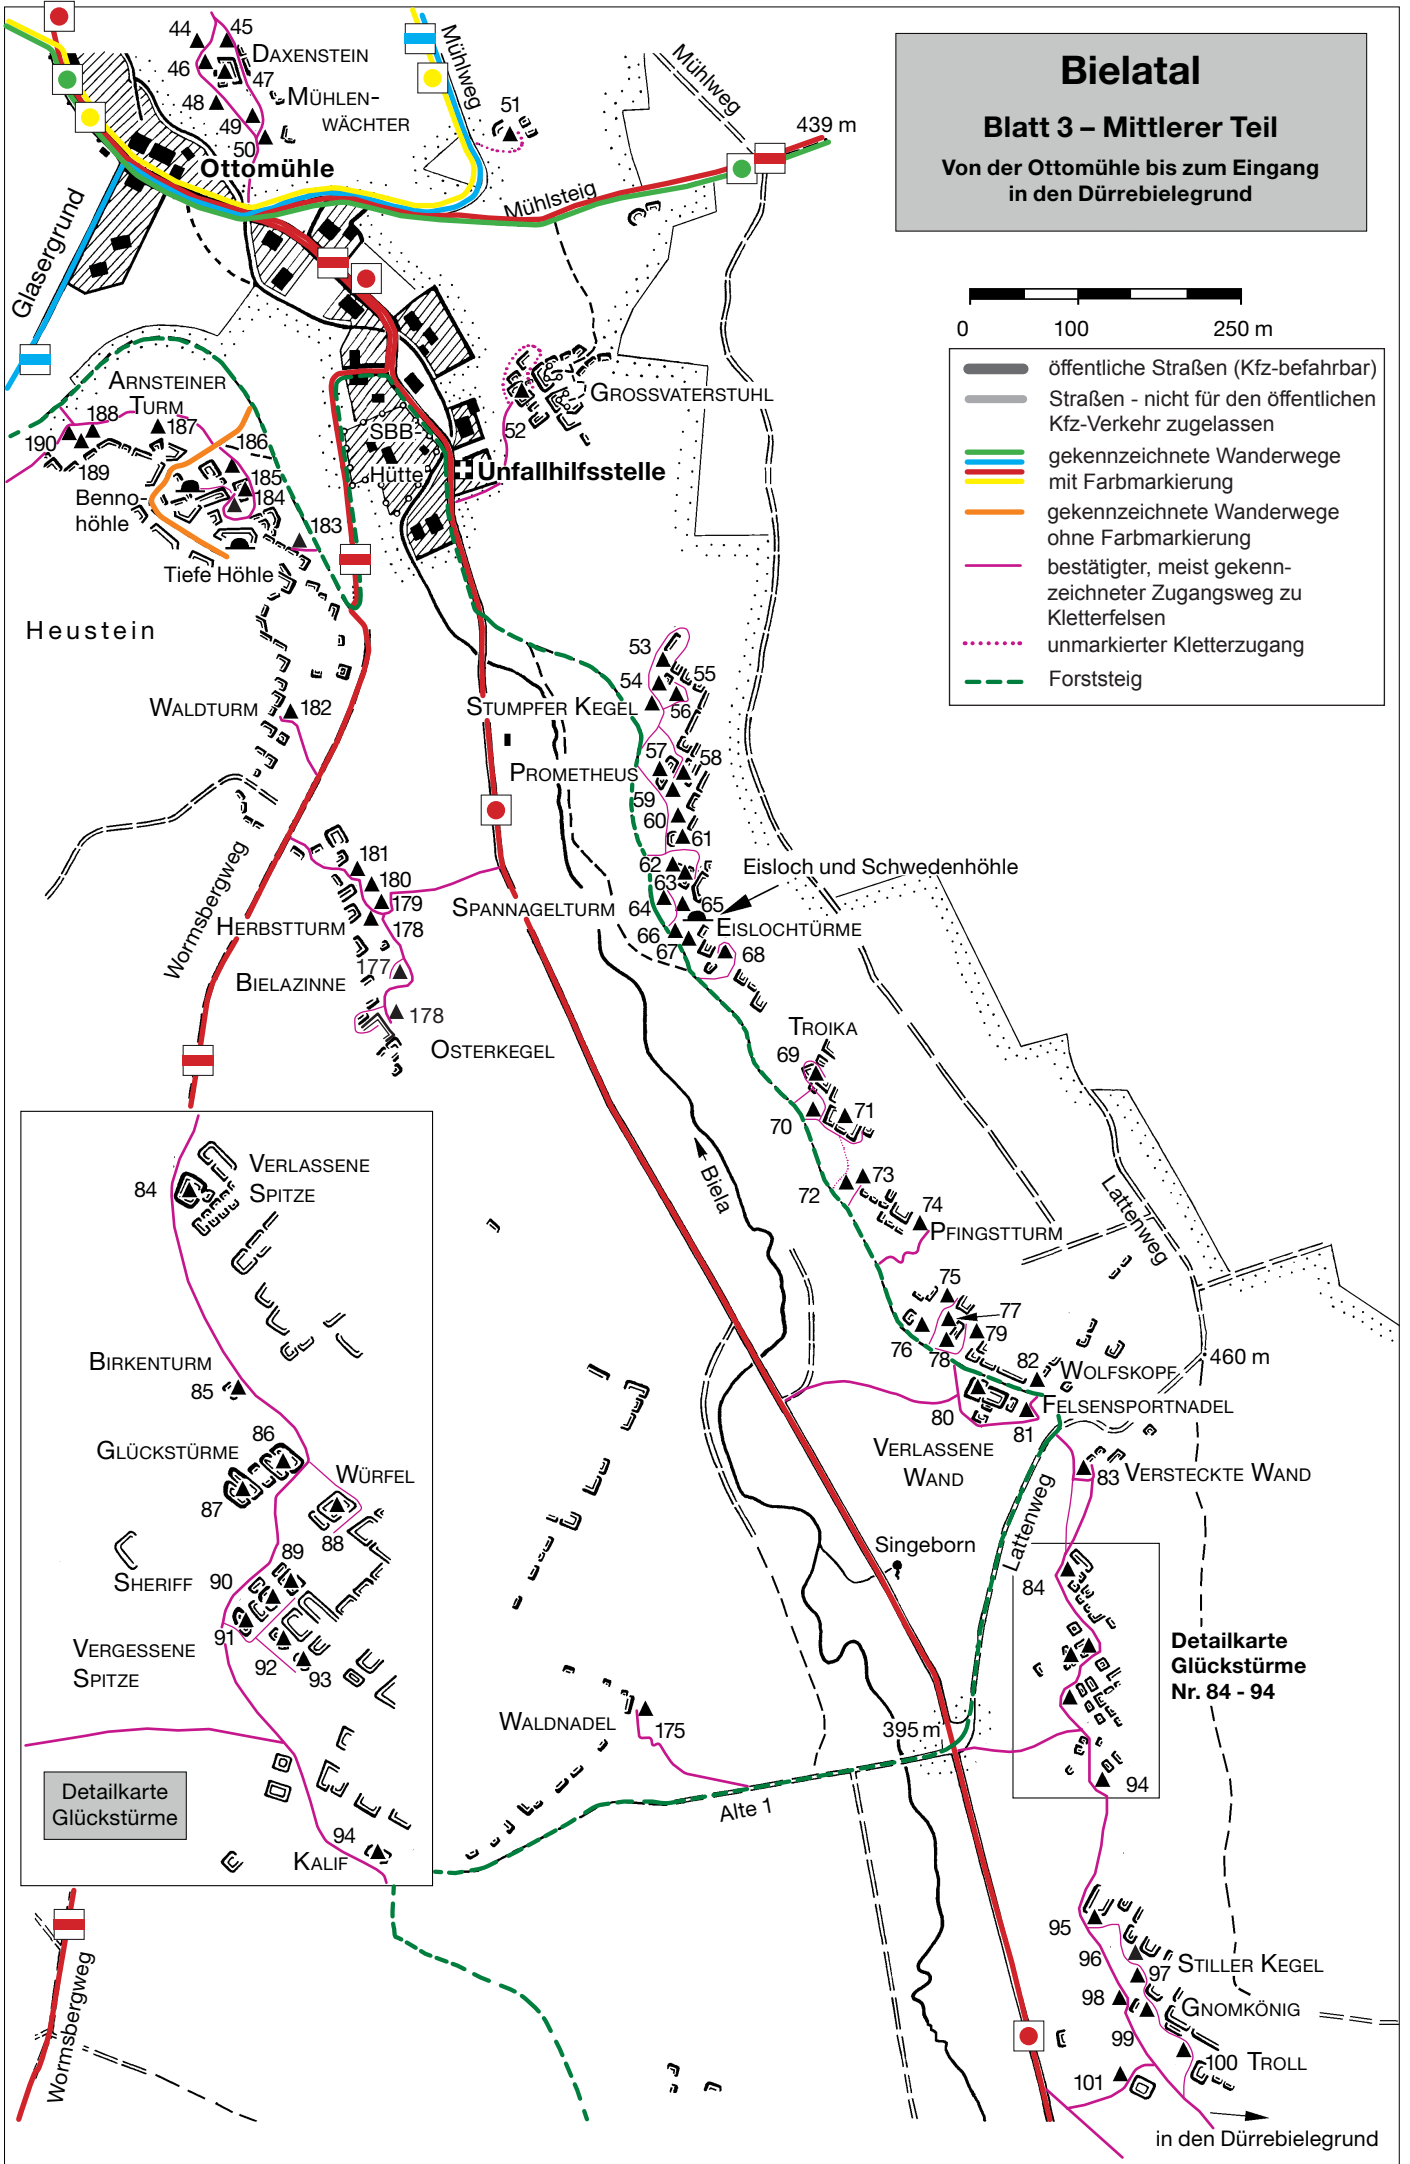 Bielatal
Blatt 3 – Mittlerer Teil
Von der Ottomühle bis zum Eingang
in den Dürrebielegrund
0 100 250 m
öffentliche Straßen (Kfz-befahrbar)
Straßen - nicht für den öffentlichen
Kfz-Verkehr zugelassen
gekennzeichnete Wanderwege
mit Farbmarkierung
gekennzeichnete Wanderwege
ohne Farbmarkierung
bestätigter, meist gekenn-
zeichneter Zugangsweg zu
Kletterfelsen
unmarkierter Kletterzugang
Forststeig
44
45
DAXENSTEIN
46
47
MÜHLEN-
WÄCHTER
48
49
50
Ottomühle
Mühlweg
51
Mühlweg
439 m
Mühlsteig
Glasergrund
ARNSTEINER
TURM
188
187
190
189
186
185
184
Benno-
höhle
183
Tiefe Höhle
SBB-
Hütte
Unfallhilfsstelle
52
GROSSVATERSTUHL
Heustein
WALDTURM
182
53
54
55
STUMPFER KEGEL
56
57
58
PROMETHEUS
59
60
61
62
63
64
65
66
67
68
Eisloch und Schwedenhöhle
EISLOCHTÜRME
SPANNAGELTURM
Wormsbergweg
181
180
179
178
HERBSTTURM
177
BIELAZINNE
178
OSTERKEGEL
TROIKA
69
70
71
72
73
74
PFINGSTTURM
Biela
Lattenweg
75
76
77
78
79
80
81
82
WOLFSKOPF
460 m
FELSENSPORTNADEL
VERLASSENE
WAND
83
VERSTECKTE WAND
Lattenweg
Singeborn
84
Detailkarte
Glückstürme
Nr. 84 - 94
94
395 m
WALDNADEL
175
Alte 1
84
VERLASSENE
SPITZE
BIRKENTURM
85
86
GLÜCKSTÜRME
WÜRFEL
87
88
89
SHERIFF
90
91
VERGESSENE
SPITZE
92
93
Detailkarte
Glückstürme
94
KALIF
Wormsbergweg
95
96
STILLER KEGEL
97
98
GNOMKÖNIG
99
100 TROLL
101
in den Dürrebielegrund